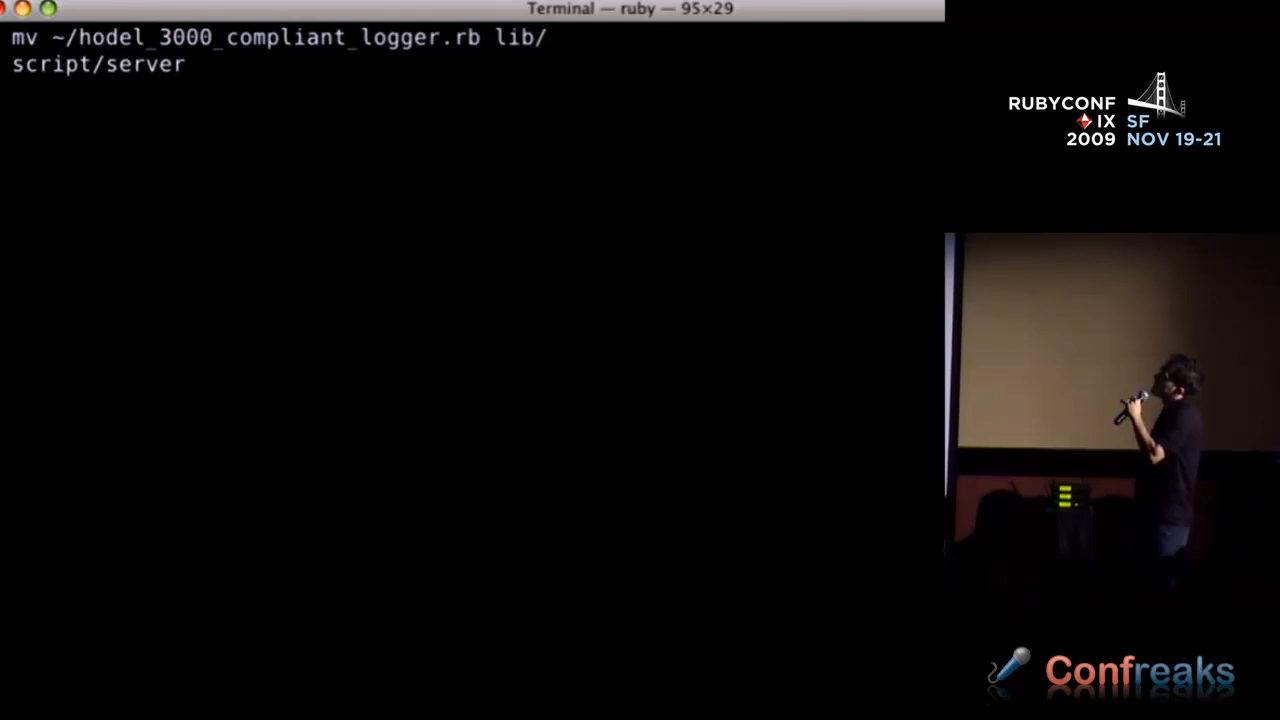 Terminal — ruby — 95×29
mv ~/hodel_3000_compliant_logger.rb lib/
script/server
RUBYCONF
IX SF
2009 NOV 19-21
Confreaks